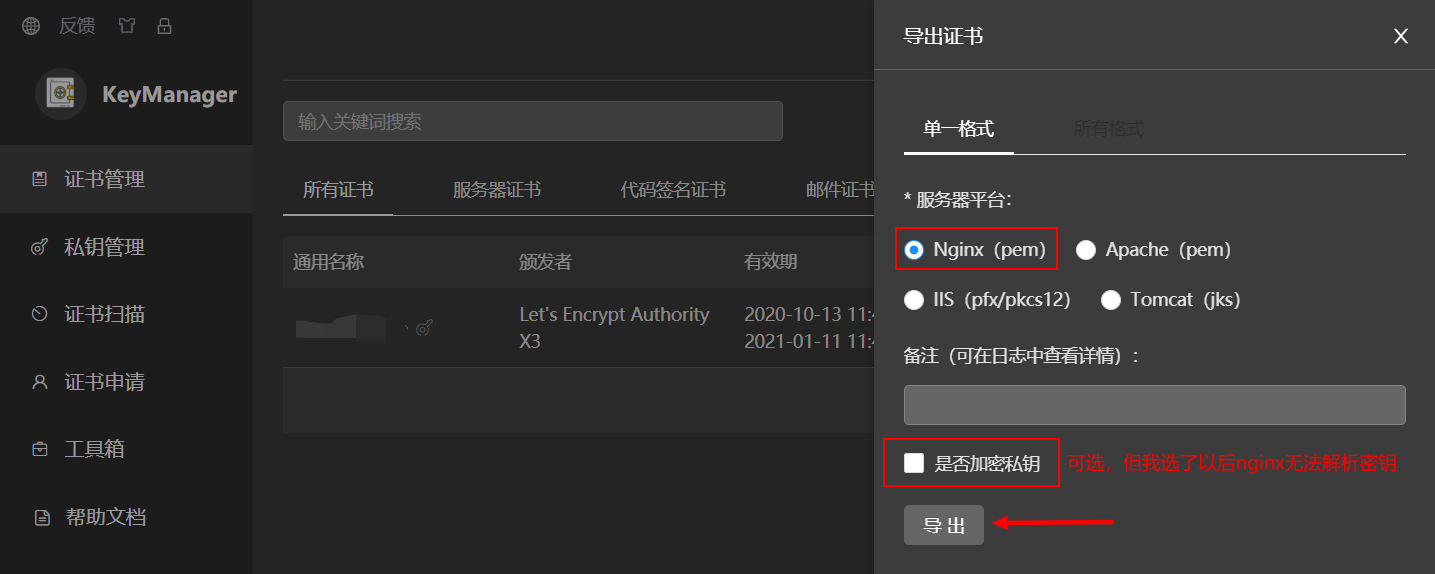 反馈
KeyManager
证书管理
私钥管理
证书扫描
证书申请
工具箱
帮助文档
输入关键词搜索
所有证书 服务器证书 代码签名证书 邮件证书
通用名称 颁发者 有效期
Let's Encrypt Authority X3
2020-10-13 11:
2021-01-11 11:
导出证书 X
单一格式 所有格式
* 服务器平台:
Nginx（pem） Apache（pem）
IIS（pfx/pkcs12） Tomcat（jks）
备注（可在日志中查看详情）:
是否加密私钥 可选，但我选了以后nginx无法解析密钥
导 出